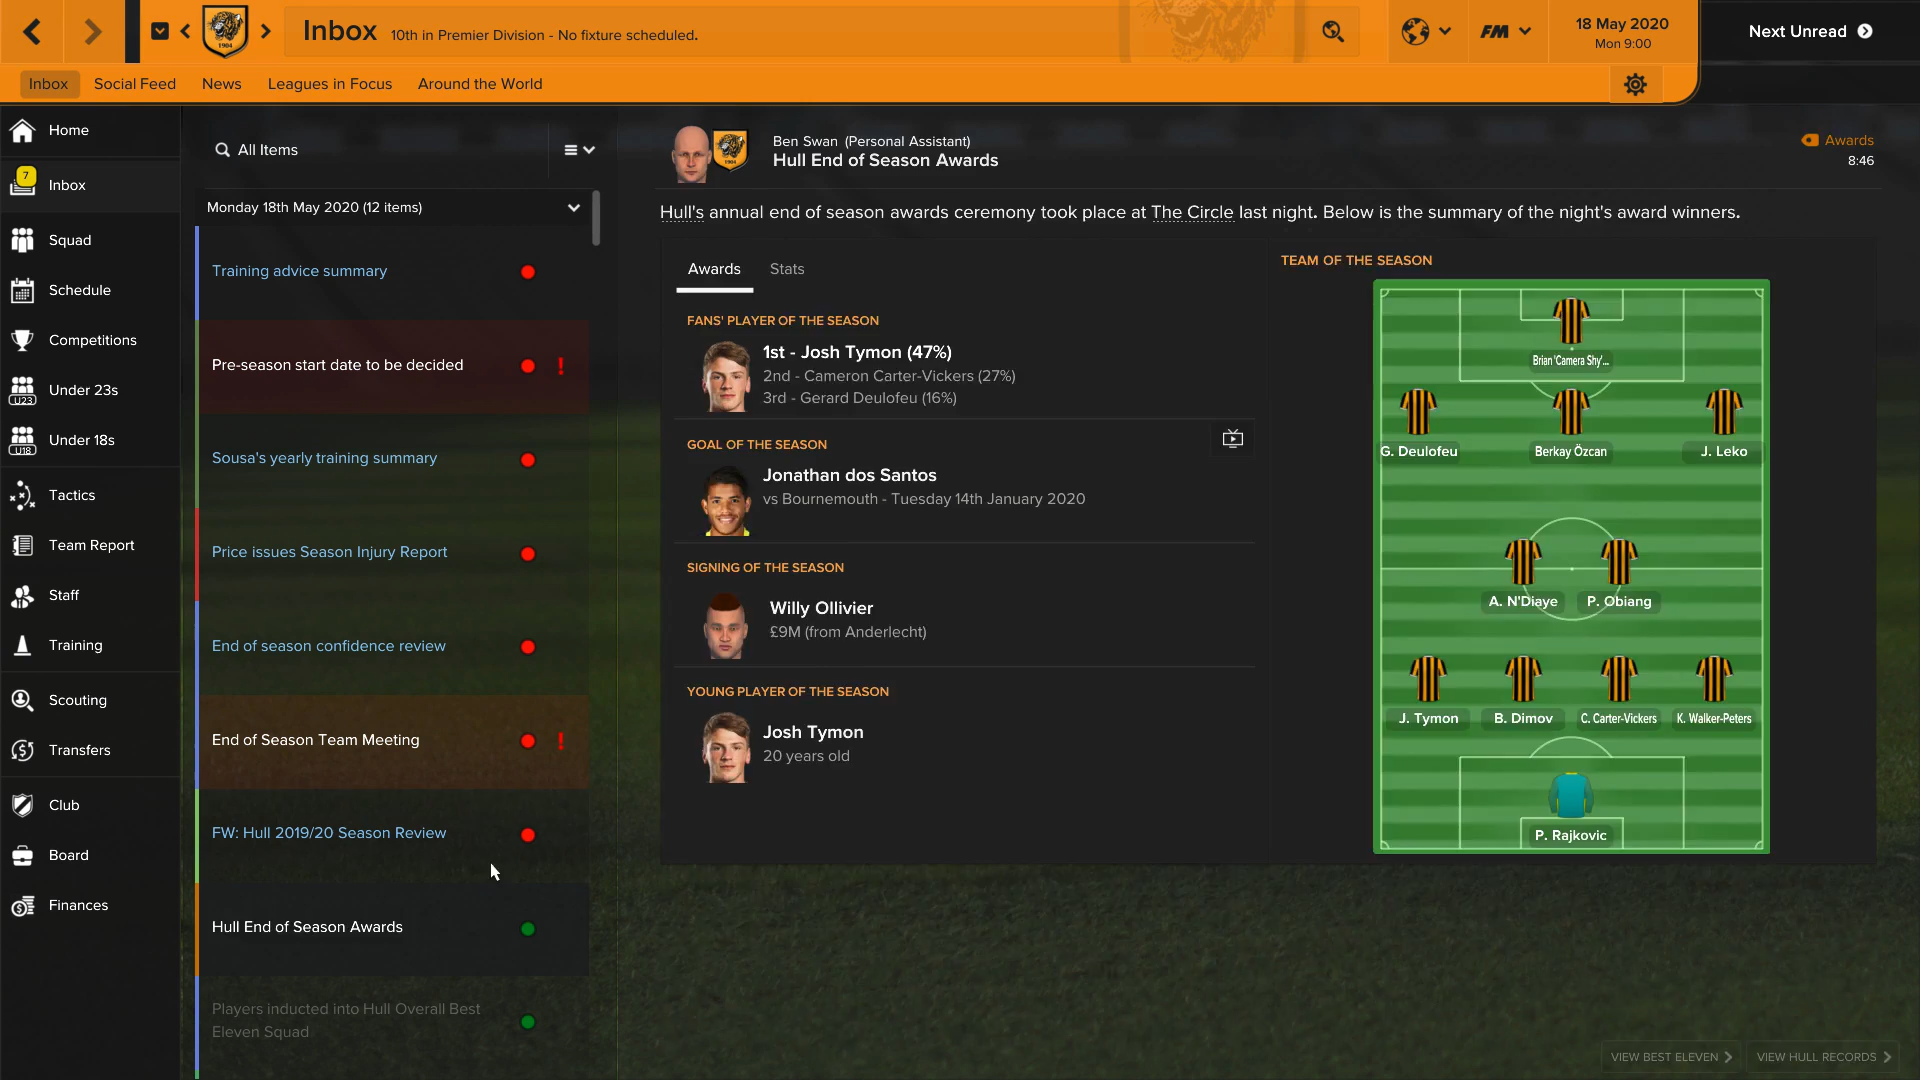 Inbox
10th in Premier Division - No fixture scheduled.
FM
18 May 2020
Mon 9:00
Next Unread
1904
Inbox
Social Feed
News
Leagues in Focus
Around the World
Home
7
Inbox
Squad
Schedule
Competitions
U23
Under 23s
U18
Under 18s
Tactics
Team Report
Staff
Training
Scouting
Transfers
Club
Board
Finances
All Items
Monday 18th May 2020 (12 items)
Training advice summary
Pre-season start date to be decided
!
Sousa's yearly training summary
Price issues Season Injury Report
End of season confidence review
End of Season Team Meeting
!
FW: Hull 2019/20 Season Review
Hull End of Season Awards
Players inducted into Hull Overall Best
Eleven Squad
1904
Ben Swan (Personal Assistant)
Hull End of Season Awards
Awards
8:46
Hull's annual end of season awards ceremony took place at The Circle last night. Below is the summary of the night's award winners.
Awards
Stats
FANS' PLAYER OF THE SEASON
1st - Josh Tymon (47%)
2nd - Cameron Carter-Vickers (27%)
3rd - Gerard Deulofeu (16%)
GOAL OF THE SEASON
Jonathan dos Santos
vs Bournemouth - Tuesday 14th January 2020
SIGNING OF THE SEASON
Willy Ollivier
£9M (from Anderlecht)
YOUNG PLAYER OF THE SEASON
Josh Tymon
20 years old
TEAM OF THE SEASON
Brian 'Camera Shy'...
G. Deulofeu
Berkay Özcan
J. Leko
A. N'Diaye
P. Obiang
J. Tymon
B. Dimov
C. Carter-Vickers
K. Walker-Peters
P. Rajkovic
VIEW BEST ELEVEN
VIEW HULL RECORDS